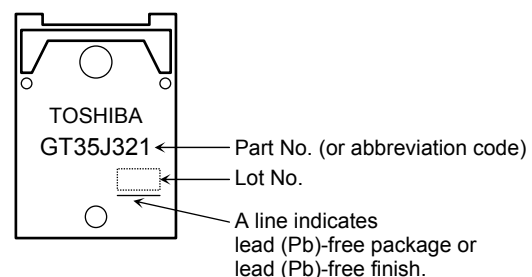 TOSHIBA
GT35J321
Part No. (or abbreviation code)
Lot No.
A line indicates
lead (Pb)-free package or
lead (Pb)-free finish.